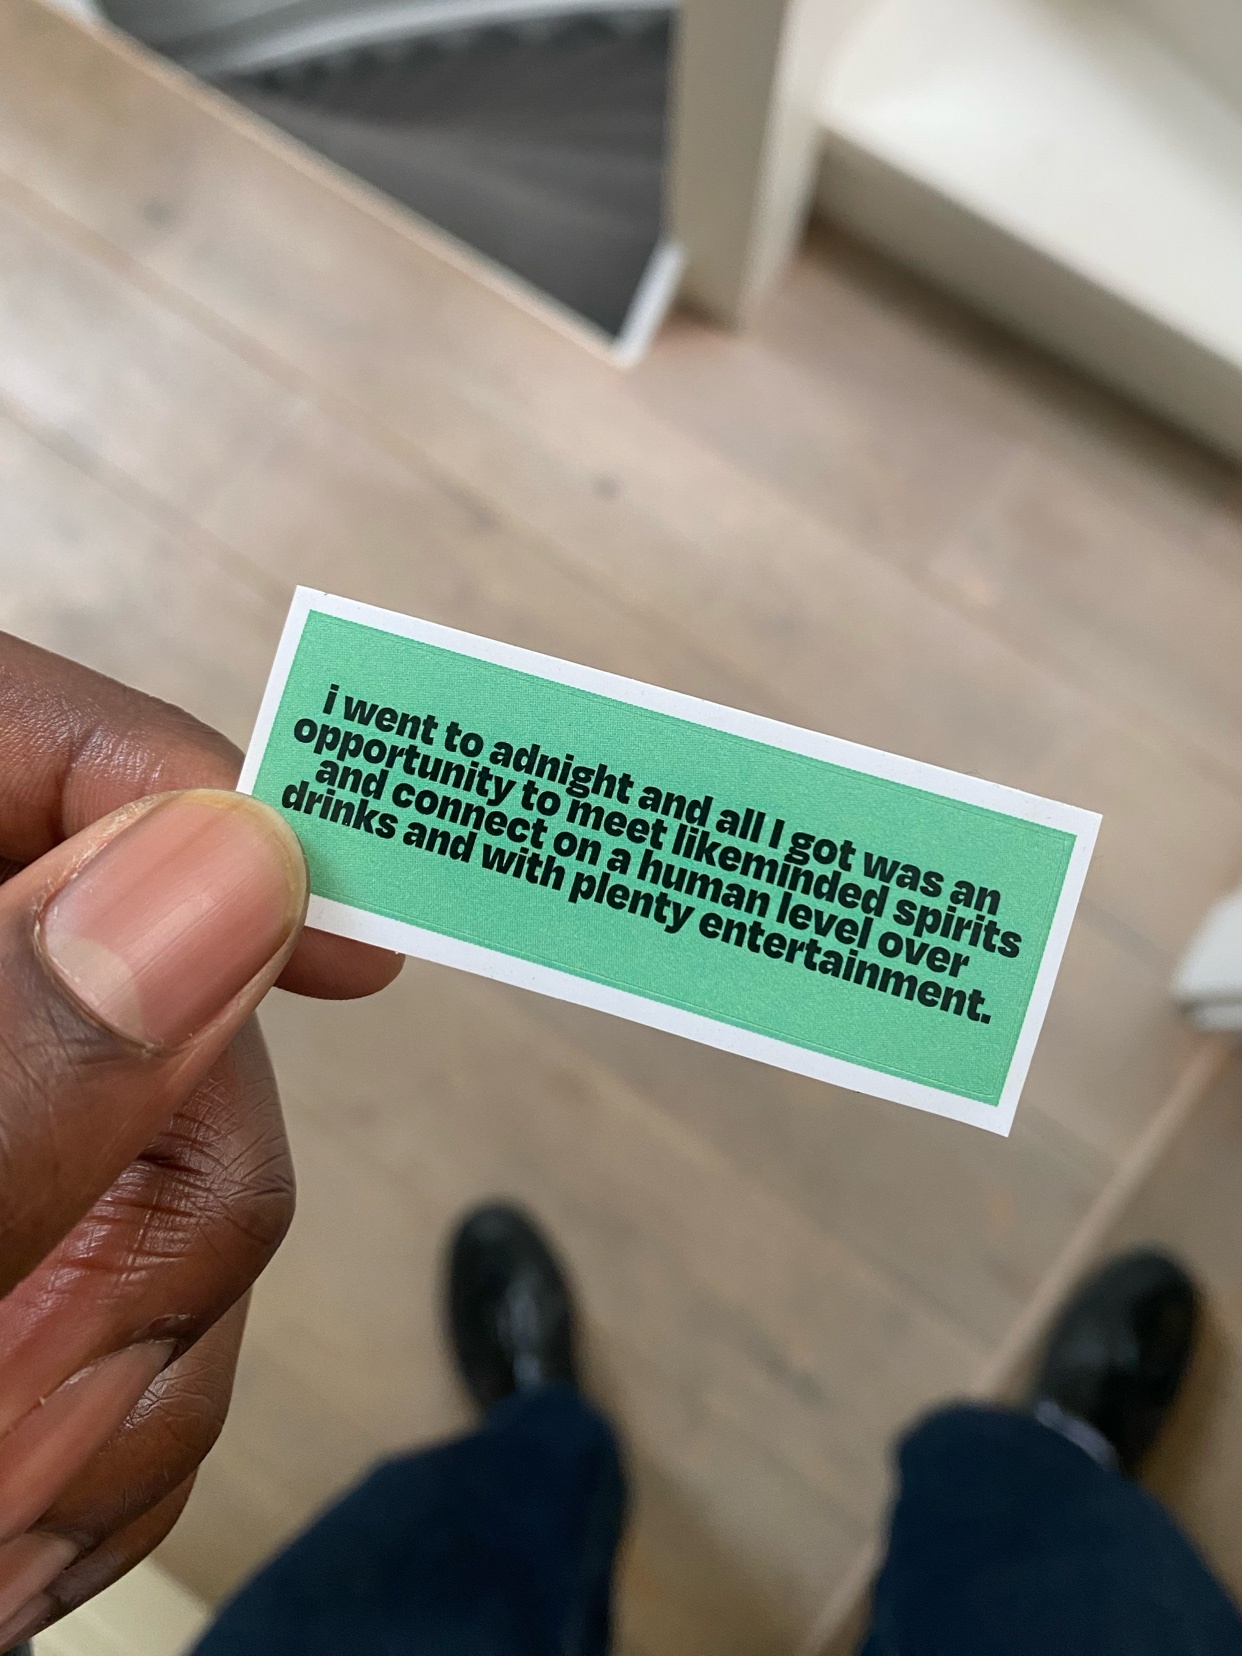 i went to adnight and all I got was an
opportunity to meet likeminded spirits
and connect on a human level over
drinks and with plenty entertainment.